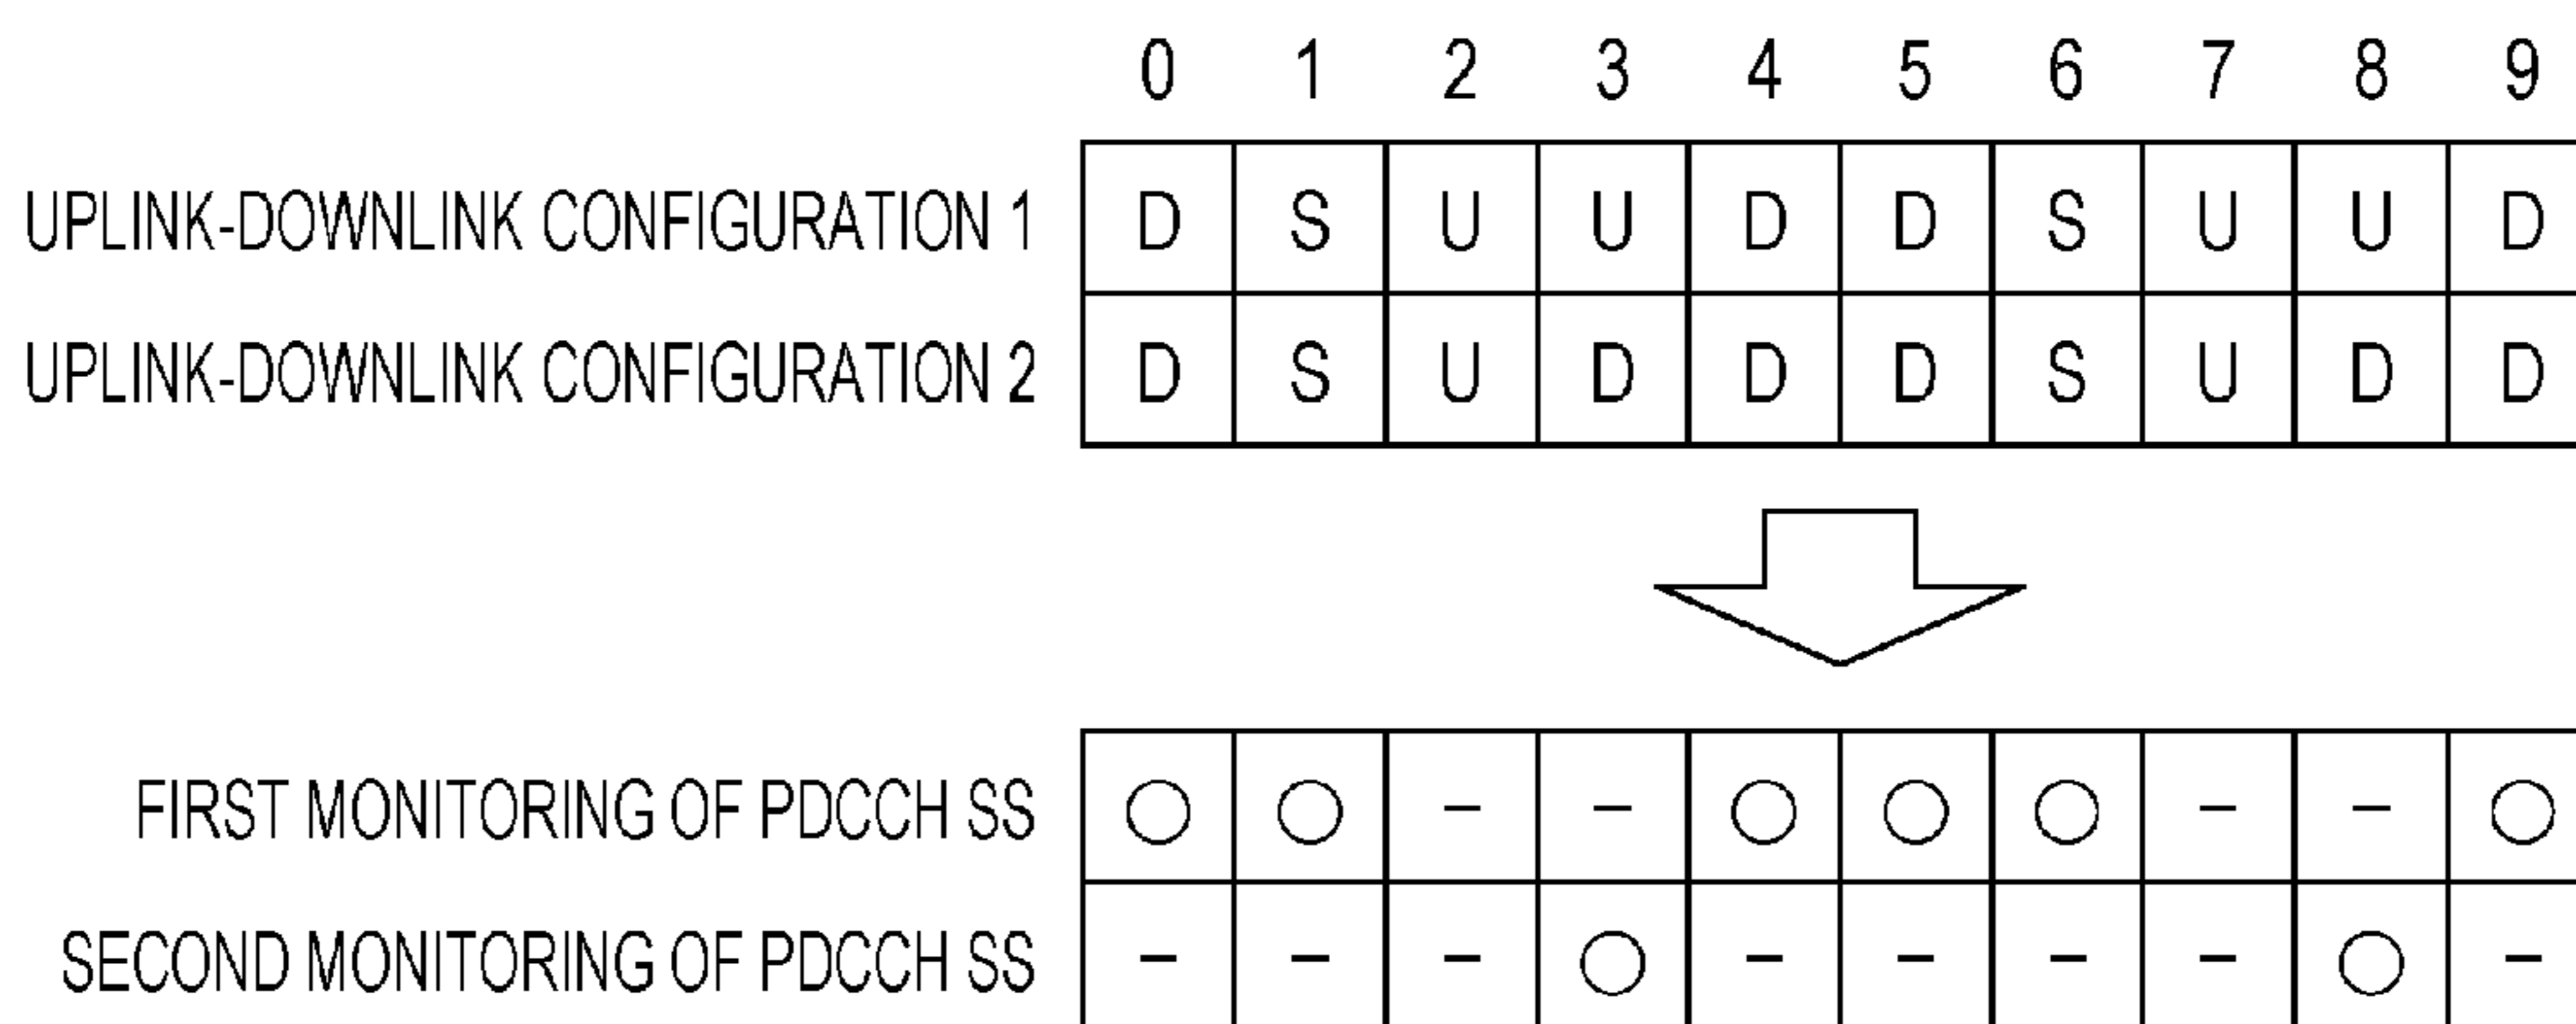 0 1 2 3 4 5 6 7 8 9
UPLINK-DOWNLINK CONFIGURATION 1 D S U U D D S U U D
UPLINK-DOWNLINK CONFIGURATION 2 D S U D D D S U D D
FIRST MONITORING OF PDCCH SS ○ ○ – – ○ ○ ○ – – ○
SECOND MONITORING OF PDCCH SS – – – ○ – – – – ○ –